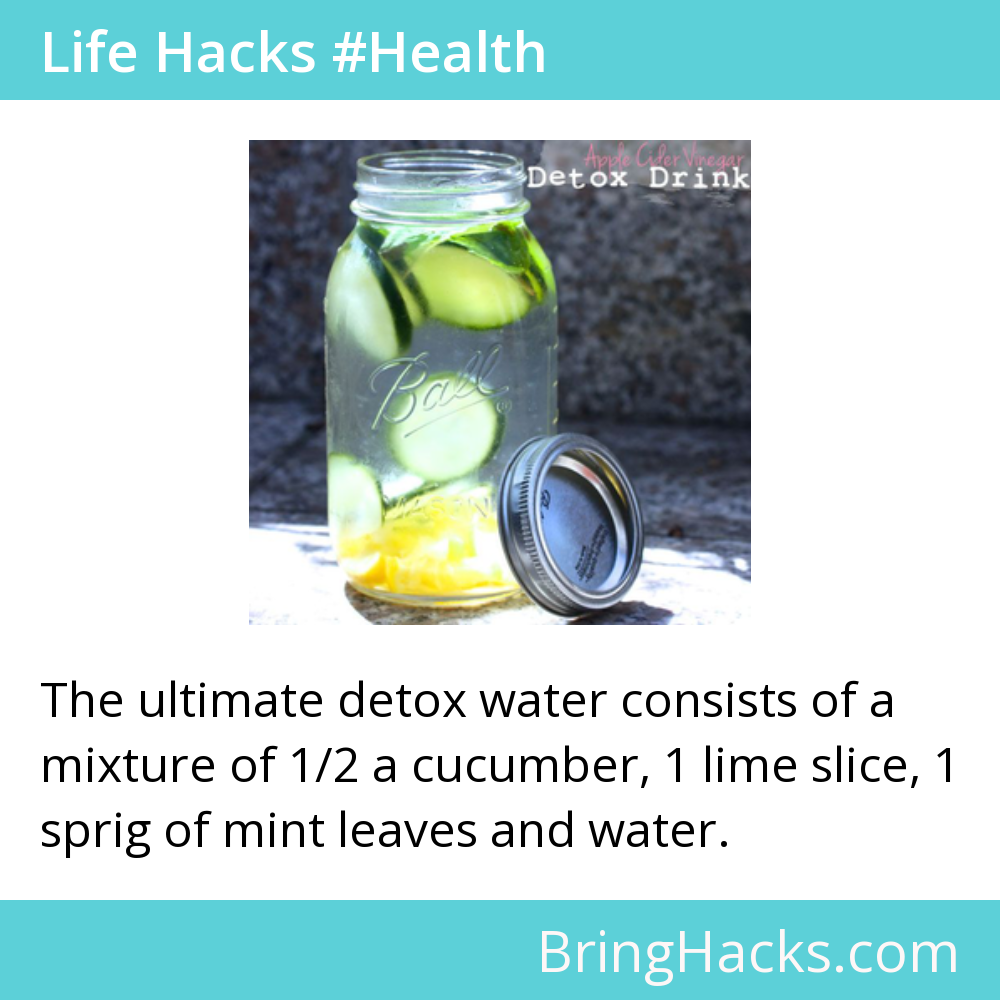 Life Hacks #Health
Apple Cider Vinegar
Detox Drink
Ball
MASON
The ultimate detox water consists of a
mixture of 1/2 a cucumber, 1 lime slice, 1
sprig of mint leaves and water.
BringHacks.com